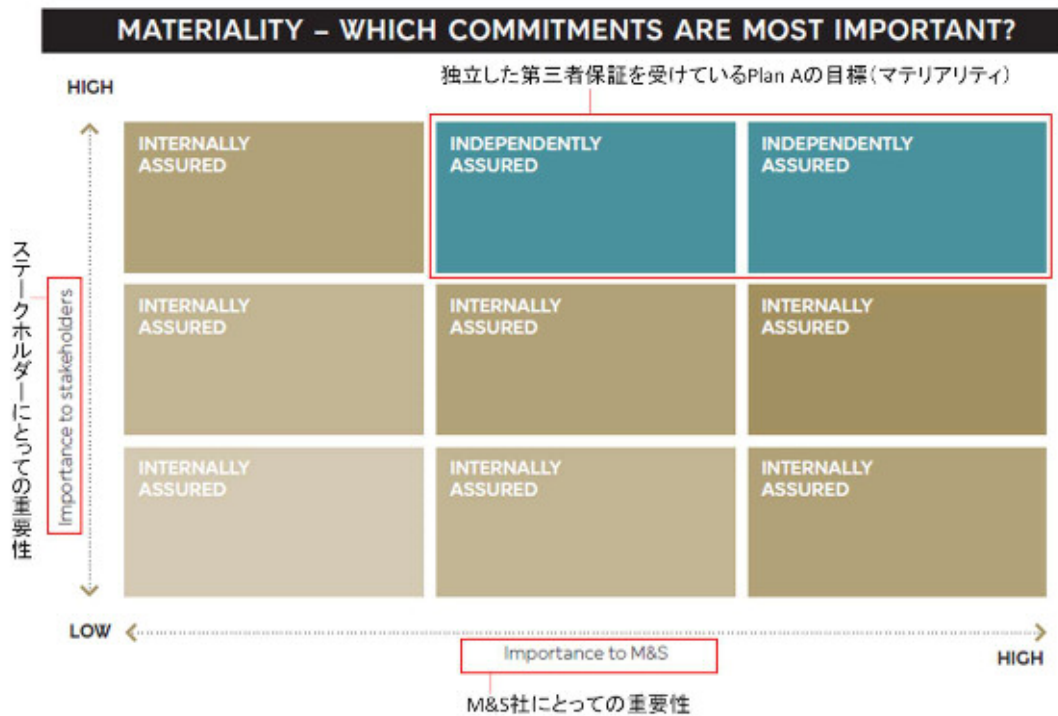 MATERIALITY – WHICH COMMITMENTS ARE MOST IMPORTANT?
独立した第三者保証を受けているPlan Aの目標(マテリアリティ)
HIGH
INTERNALLY
ASSURED
INDEPENDENTLY
ASSURED
INDEPENDENTLY
ASSURED
ステークホルダーにとっての重要性
Importance to stakeholders
INTERNALLY
ASSURED
INTERNALLY
ASSURED
INTERNALLY
ASSURED
INTERNALLY
ASSURED
INTERNALLY
ASSURED
INTERNALLY
ASSURED
LOW
Importance to M&S
HIGH
M&S社にとっての重要性